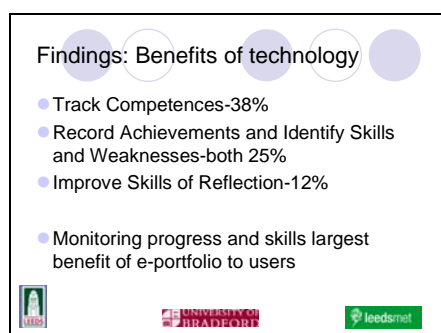 Findings: Benefits of technology
Track Competences-38%
Record Achievements and Identify Skills
and Weaknesses-both 25%
Improve Skills of Reflection-12%
Monitoring progress and skills largest
benefit of e-portfolio to users
LEEDS
UNIVERSITY OF
BRADFORD
leedsmet